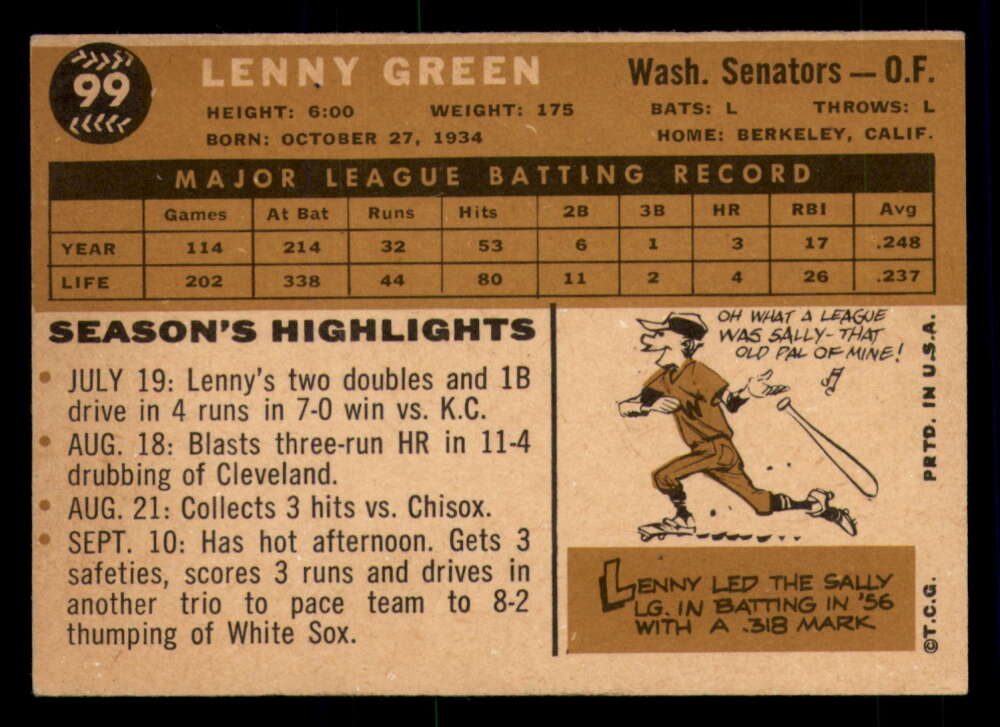 99
LENNY GREEN
Wash. Senators — O.F.
HEIGHT: 6:00 WEIGHT: 175 BATS: L THROWS: L
BORN: OCTOBER 27, 1934 HOME: BERKELEY, CALIF.
MAJOR LEAGUE BATTING RECORD
Games At Bat Runs Hits 2B 3B HR RBI Avg
YEAR 114 214 32 53 6 1 3 17 .248
LIFE 202 338 44 80 11 2 4 26 .237
SEASON'S HIGHLIGHTS
• JULY 19: Lenny's two doubles and 1B
drive in 4 runs in 7-0 win vs. K.C.
• AUG. 18: Blasts three-run HR in 11-4
drubbing of Cleveland.
• AUG. 21: Collects 3 hits vs. Chisox.
• SEPT. 10: Has hot afternoon. Gets 3
safeties, scores 3 runs and drives in
another trio to pace team to 8-2
thumping of White Sox.
OH WHAT A LEAGUE
WAS SALLY-THAT
OLD PAL OF MINE!
W
LENNY LED THE SALLY
LG. IN BATTING IN '56
WITH A .318 MARK
©T.C.G. PRTD. IN U.S.A.